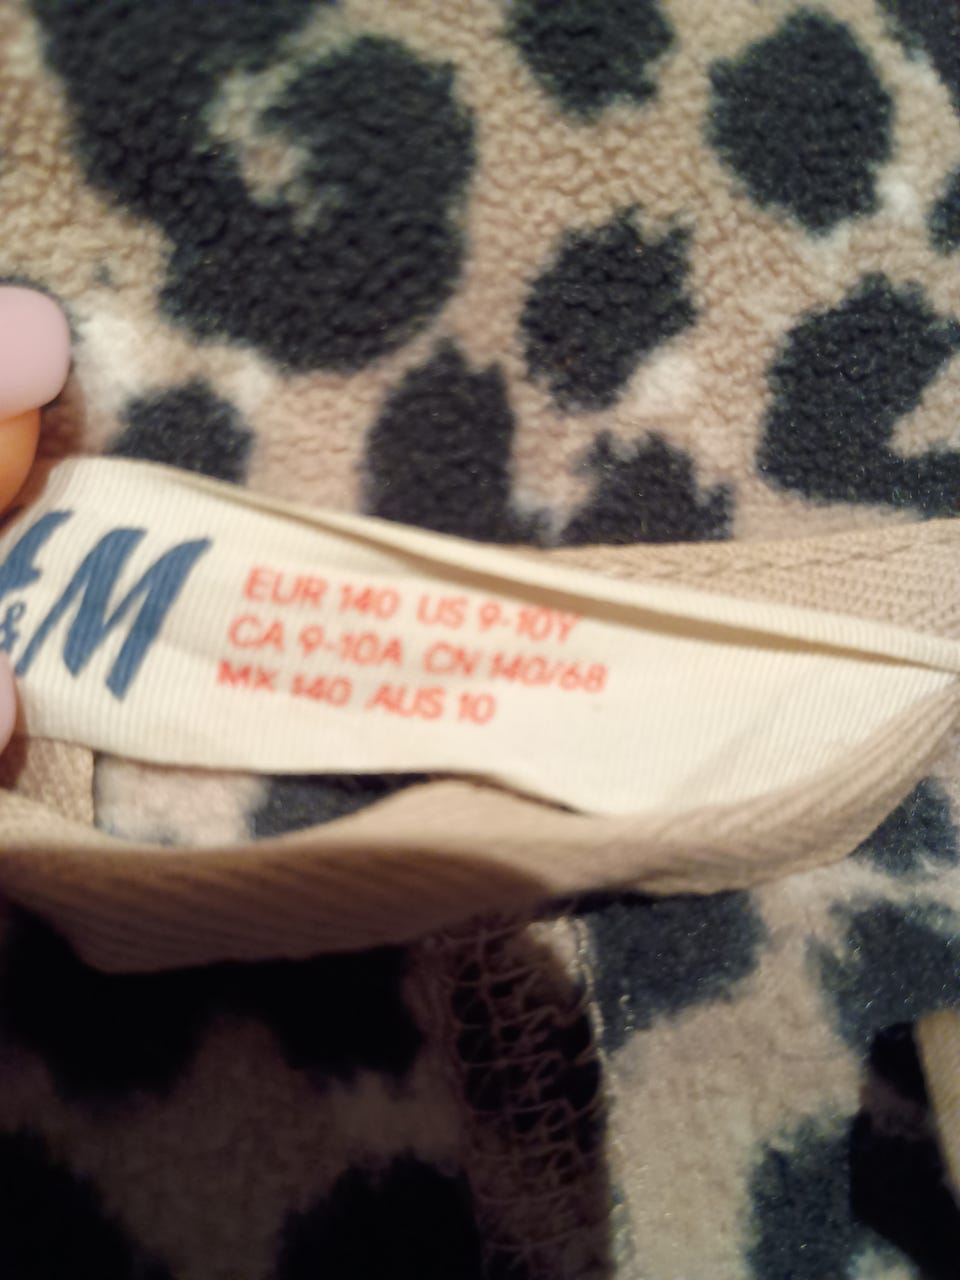 &M
EUR 140 US 9-10Y
CA 9-10A CN 140/68
MX 140 AUS 10